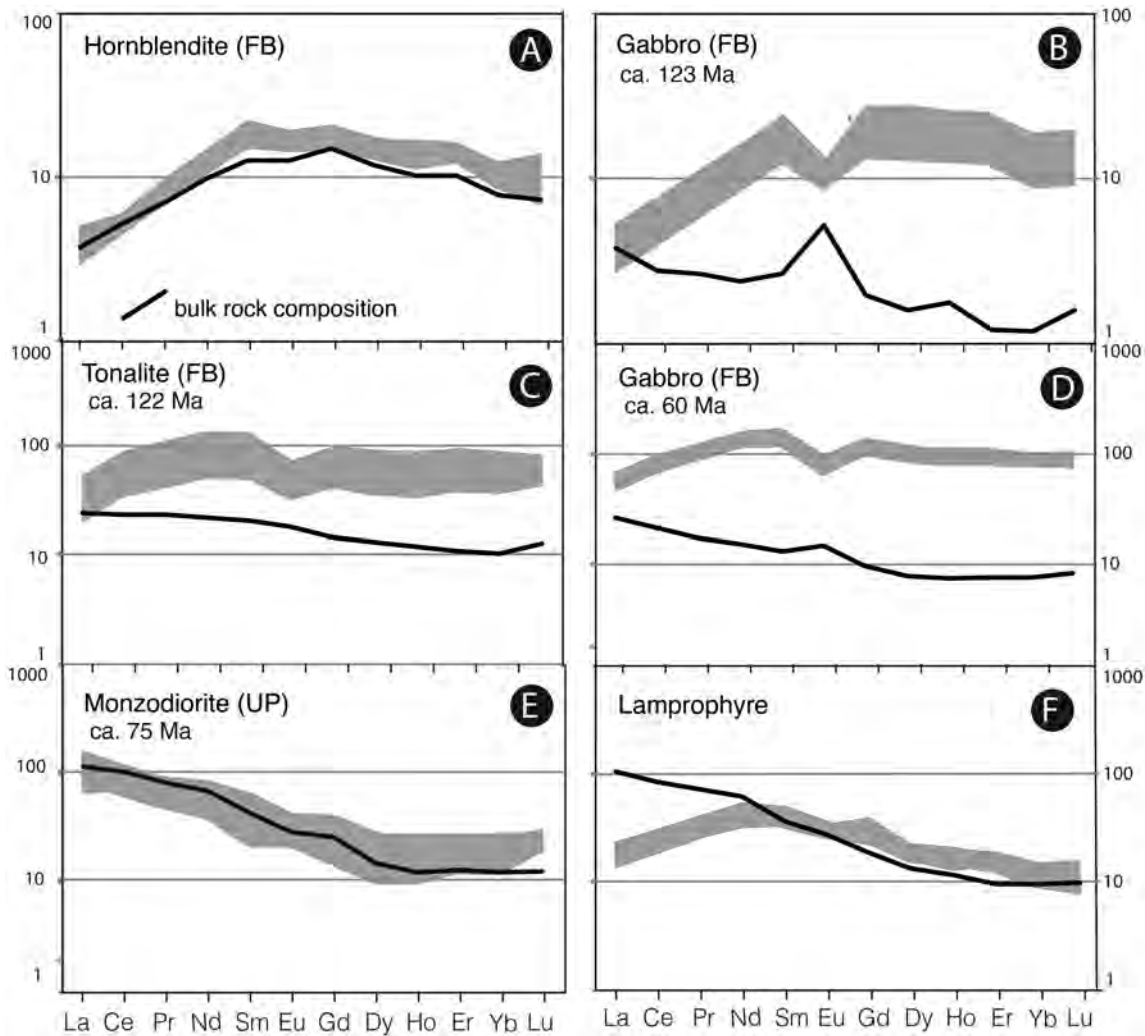 100
10
1
Hornblendite (FB)
A
bulk rock composition
Gabbro (FB)
ca. 123 Ma
B
100
10
1
1000
100
10
1
Tonalite (FB)
ca. 122 Ma
C
Gabbro (FB)
ca. 60 Ma
D
1000
100
10
1
1000
100
10
1
Monzodiorite (UP)
ca. 75 Ma
E
Lamprophyre
F
1000
100
10
1
La Ce Pr Nd Sm Eu Gd Dy Ho Er Yb Lu
La Ce Pr Nd Sm Eu Gd Dy Ho Er Yb Lu